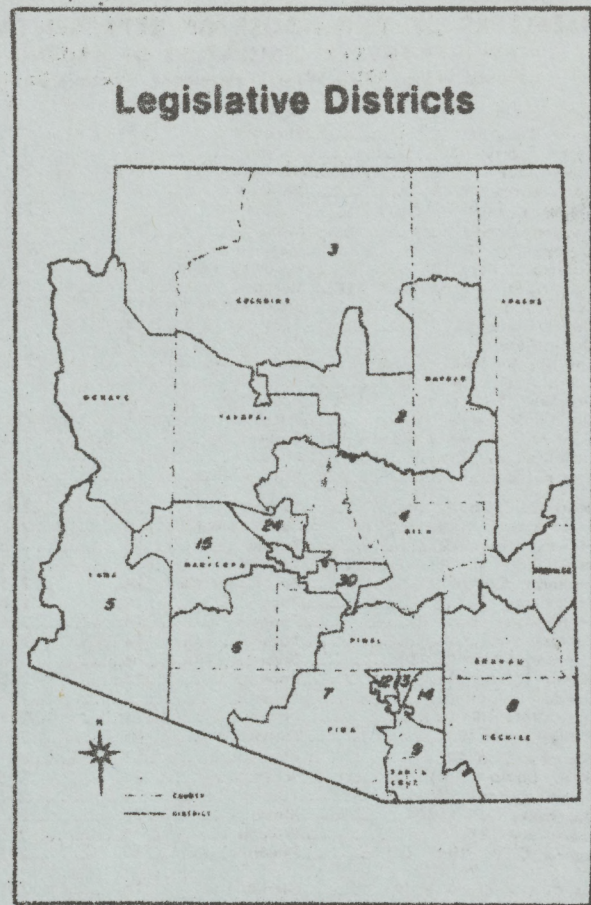 Legislative Districts
3
COCONINO
APACHE
NAVAJO
MOHAVE
YAVAPAI
2
4
GILA
24
15
MARICOPA
30
YUMA
5
6
PINAL
GRAHAM
7
12
13
14
8
PIMA
COCHISE
9
SANTA
CRUZ
N
COUNTY
DISTRICT